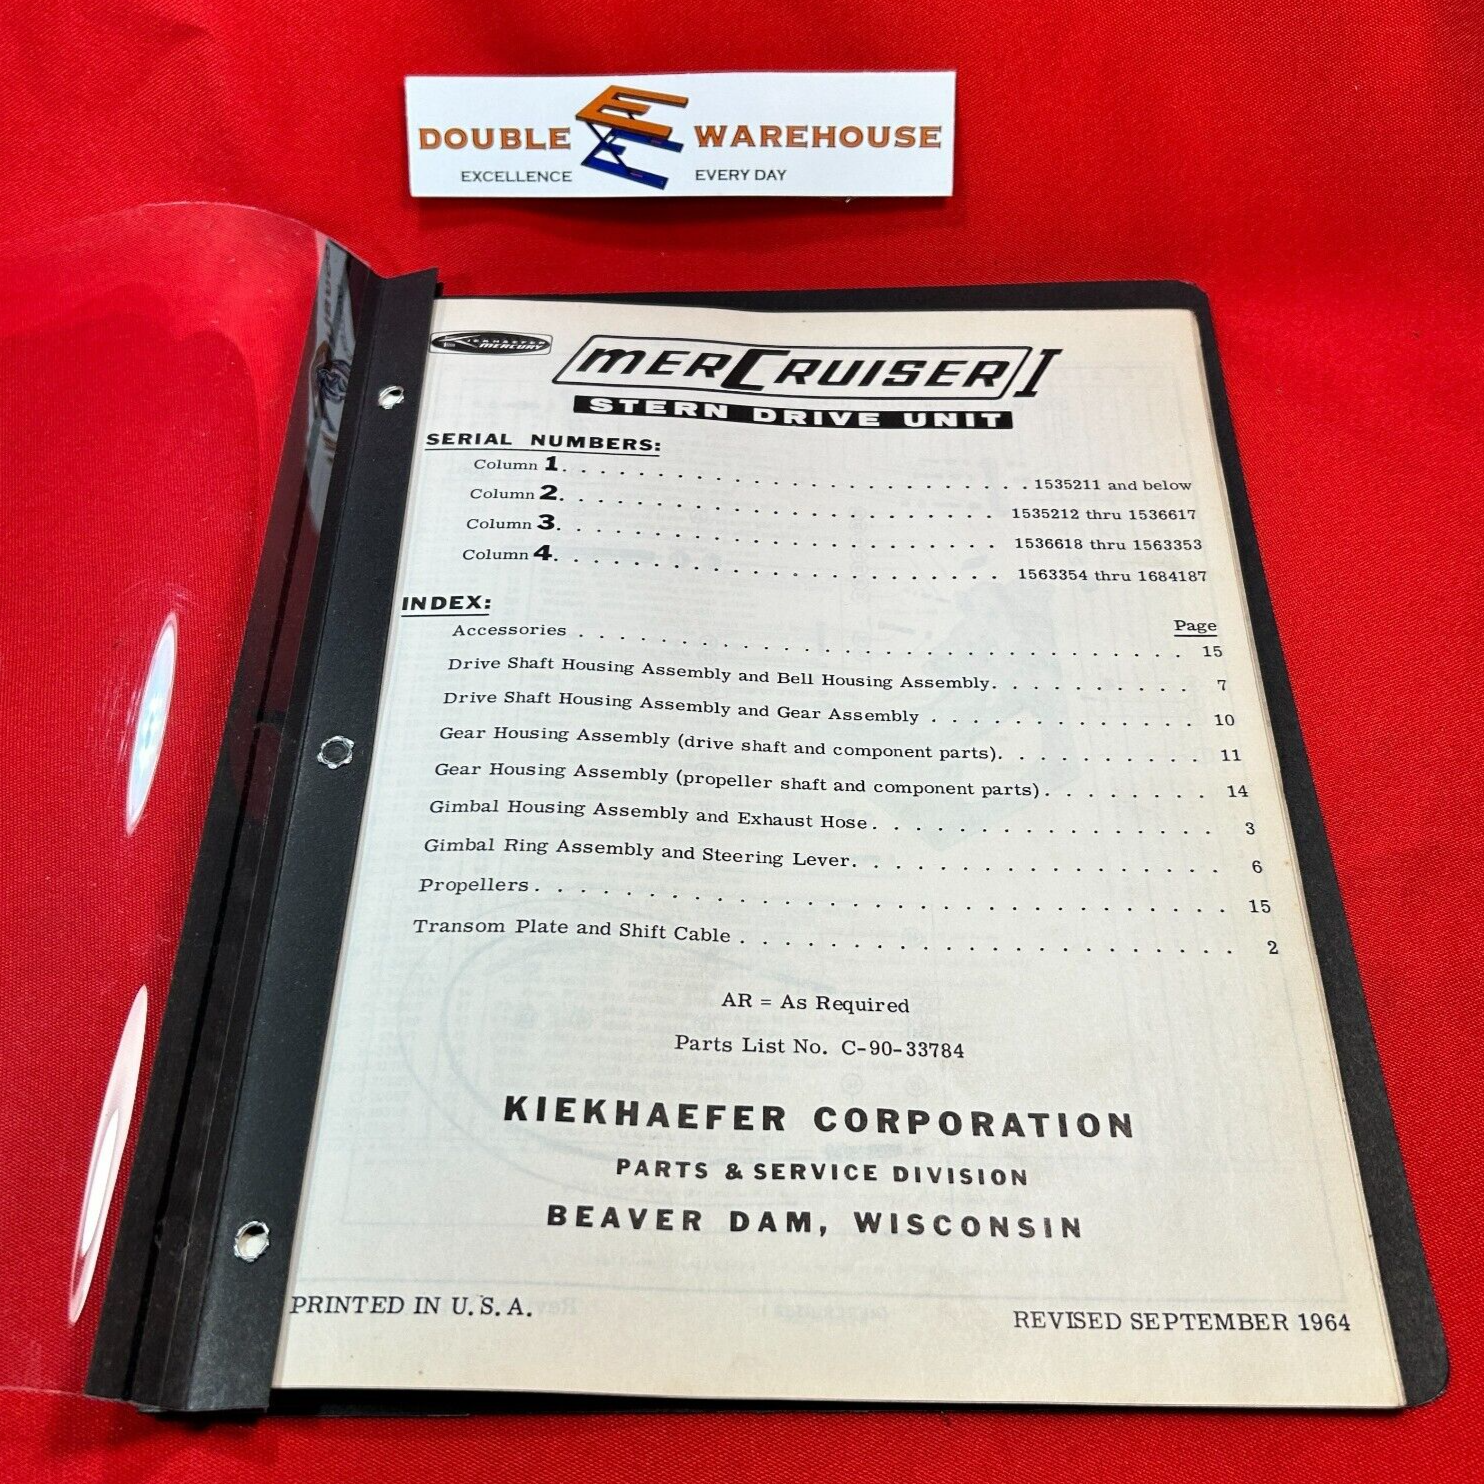 DOUBLE EE WAREHOUSE
EXCELLENCE EVERY DAY
KIEKHAEFER
MERCURY
MERCRUISER I
STERN DRIVE UNIT
SERIAL NUMBERS:
Column 1. . . . . . . . . . . . . . . . . . . . 1535211 and below
Column 2. . . . . . . . . . . . . . . . . . . . 1535212 thru 1536617
Column 3. . . . . . . . . . . . . . . . . . . . 1536618 thru 1563353
Column 4. . . . . . . . . . . . . . . . . . . . 1563354 thru 1684187
INDEX:
Page
Accessories . . . . . . . . . . . . . . . . . . . . . . . . 15
Drive Shaft Housing Assembly and Bell Housing Assembly. . . . . . . . . 7
Drive Shaft Housing Assembly and Gear Assembly . . . . . . . . . . . . . 10
Gear Housing Assembly (drive shaft and component parts). . . . . . . . . . 11
Gear Housing Assembly (propeller shaft and component parts). . . . . . . . 14
Gimbal Housing Assembly and Exhaust Hose. . . . . . . . . . . . . 3
Gimbal Ring Assembly and Steering Lever. . . . . . . . . . . . . . 6
Propellers. . . . . . . . . . . . . . . . . . . . . . . . . . 15
Transom Plate and Shift Cable . . . . . . . . . . . . . . . . . . . 2
AR = As Required
Parts List No. C-90-33784
KIEKHAEFER CORPORATION
PARTS & SERVICE DIVISION
BEAVER DAM, WISCONSIN
PRINTED IN U.S.A.
REVISED SEPTEMBER 1964